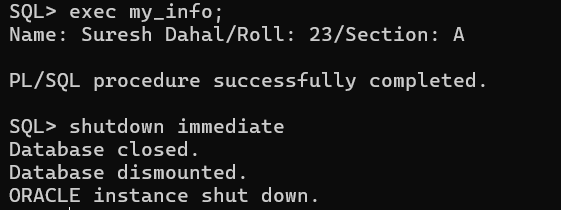 SQL> exec my_info;
Name: Suresh Dahal/Roll: 23/Section: A
PL/SQL procedure successfully completed.
SQL> shutdown immediate
Database closed.
Database dismounted.
ORACLE instance shut down.